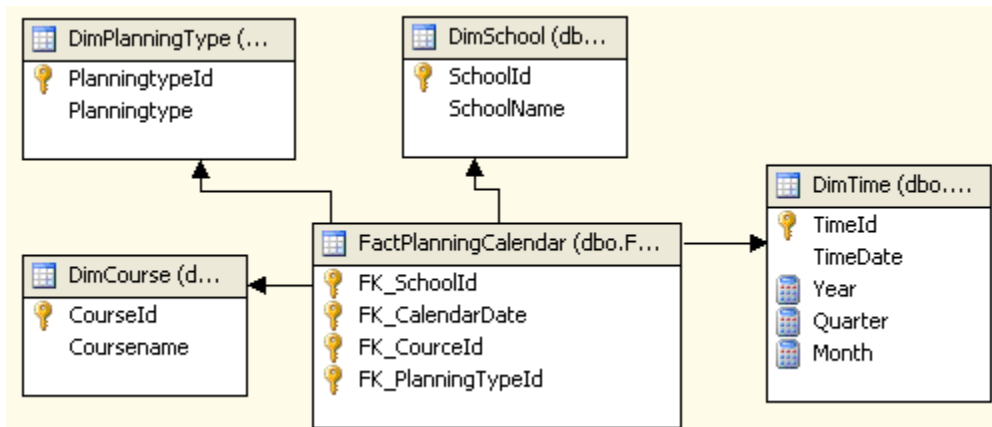 DimPlanningType (...
PlanningtypeId
Planningtype
DimSchool (db...
SchoolId
SchoolName
DimTime (dbo....
TimeId
TimeDate
Year
Quarter
Month
FactPlanningCalendar (dbo.F...
FK_SchoolId
FK_CalendarDate
FK_CourceId
FK_PlanningTypeId
DimCourse (d...
CourseId
Coursename